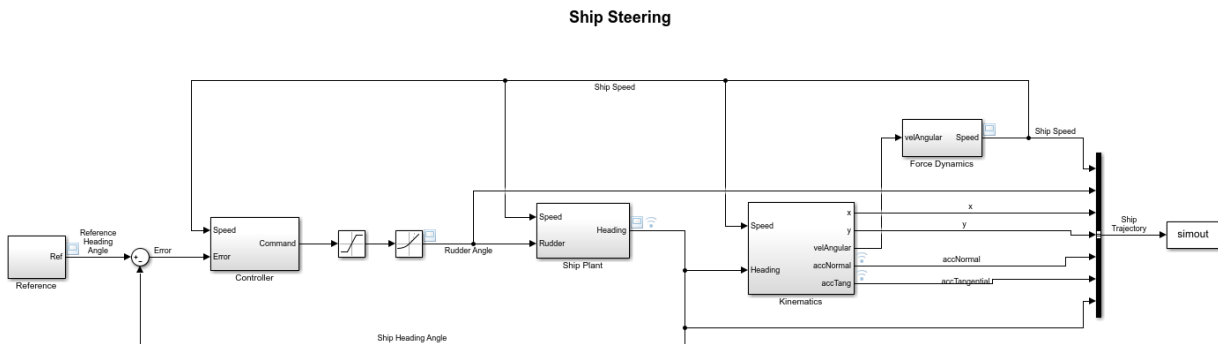 Ship Steering
Ship Speed
velAngular
Speed
Ship Speed
Force Dynamics
Reference
Heading
Angle
Ref
Reference
Error
Speed
Command
Error
Controller
Rudder Angle
Speed
Heading
Rudder
Ship Plant
Speed
Heading
x
y
velAngular
accNormal
accTang
Kinematics
x
y
accNormal
accTangential
Ship
Trajectory
simout
Ship Heading Angle